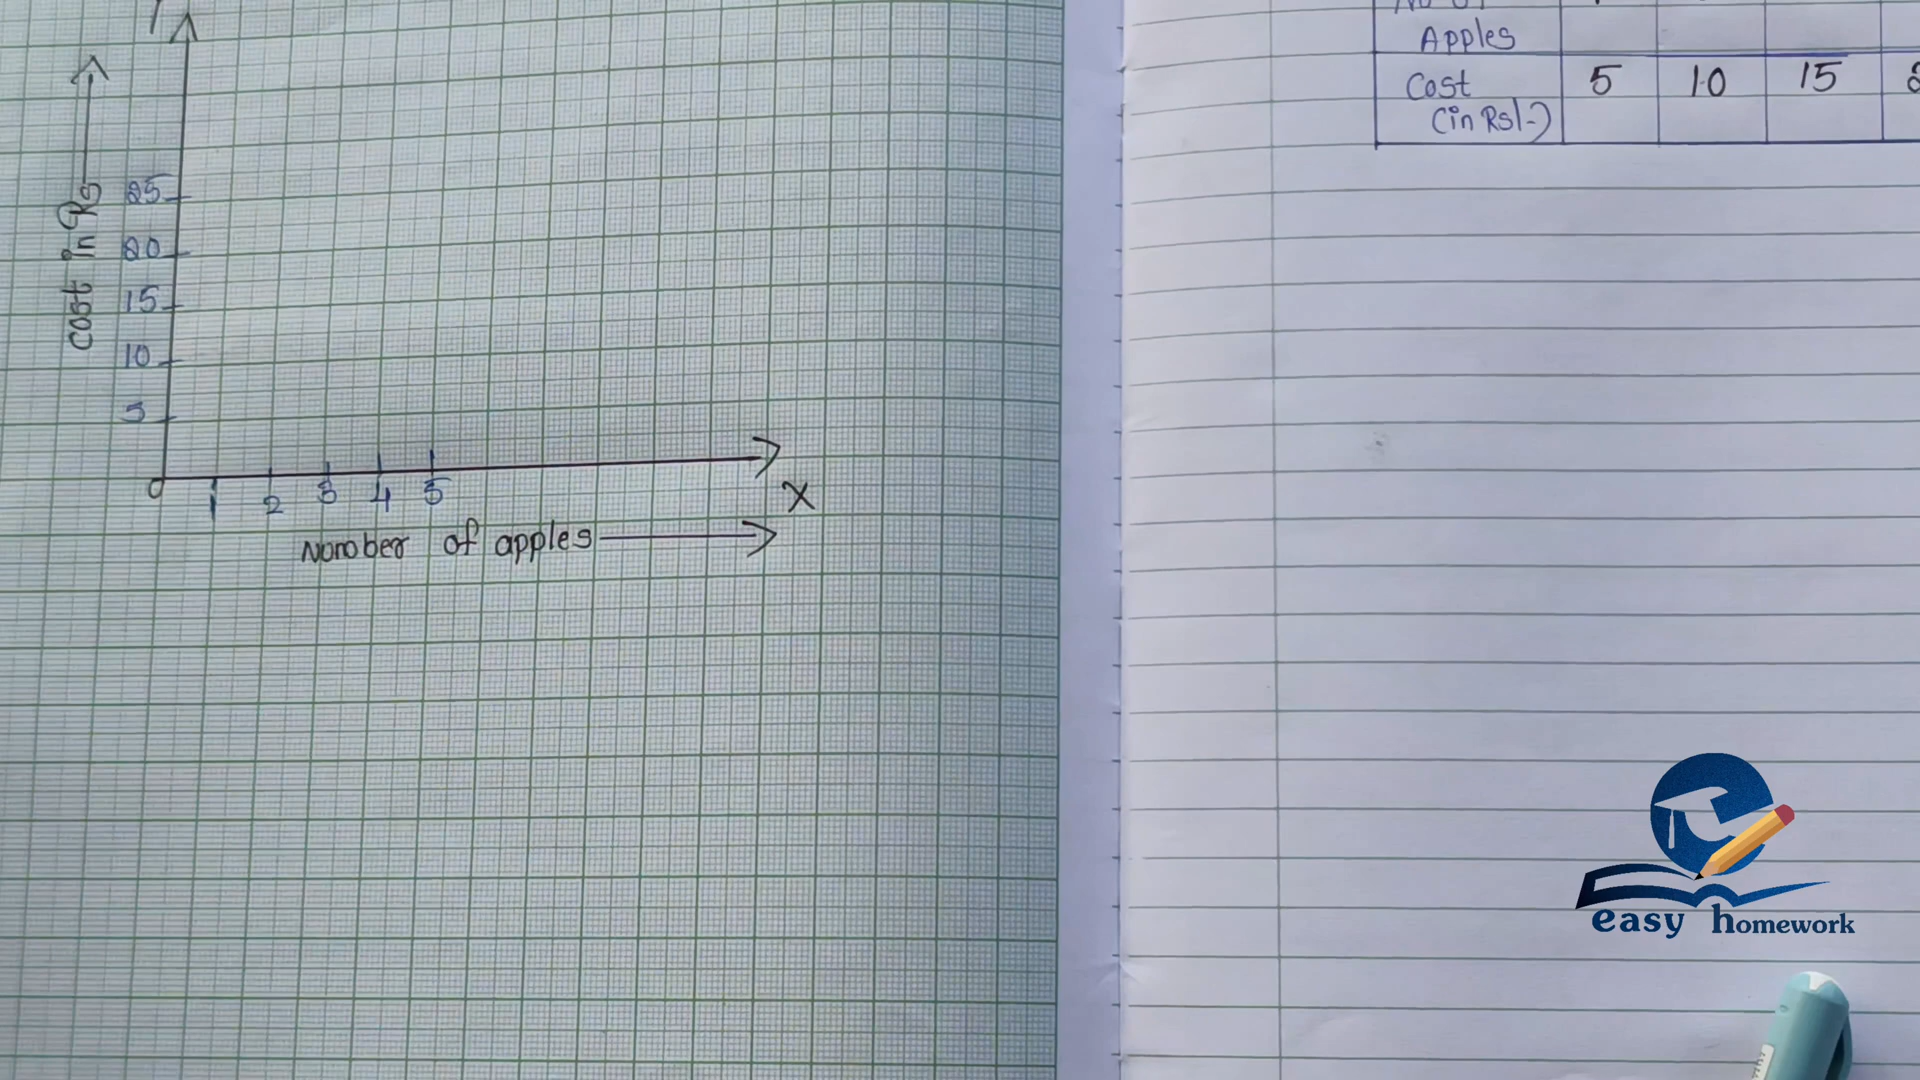 Cost in Rs
25
20
15
10
5
0
1 2 3 4 5
X
Number of apples
Apples
Cost 5 10 15
(in Rs/-)
easy homework